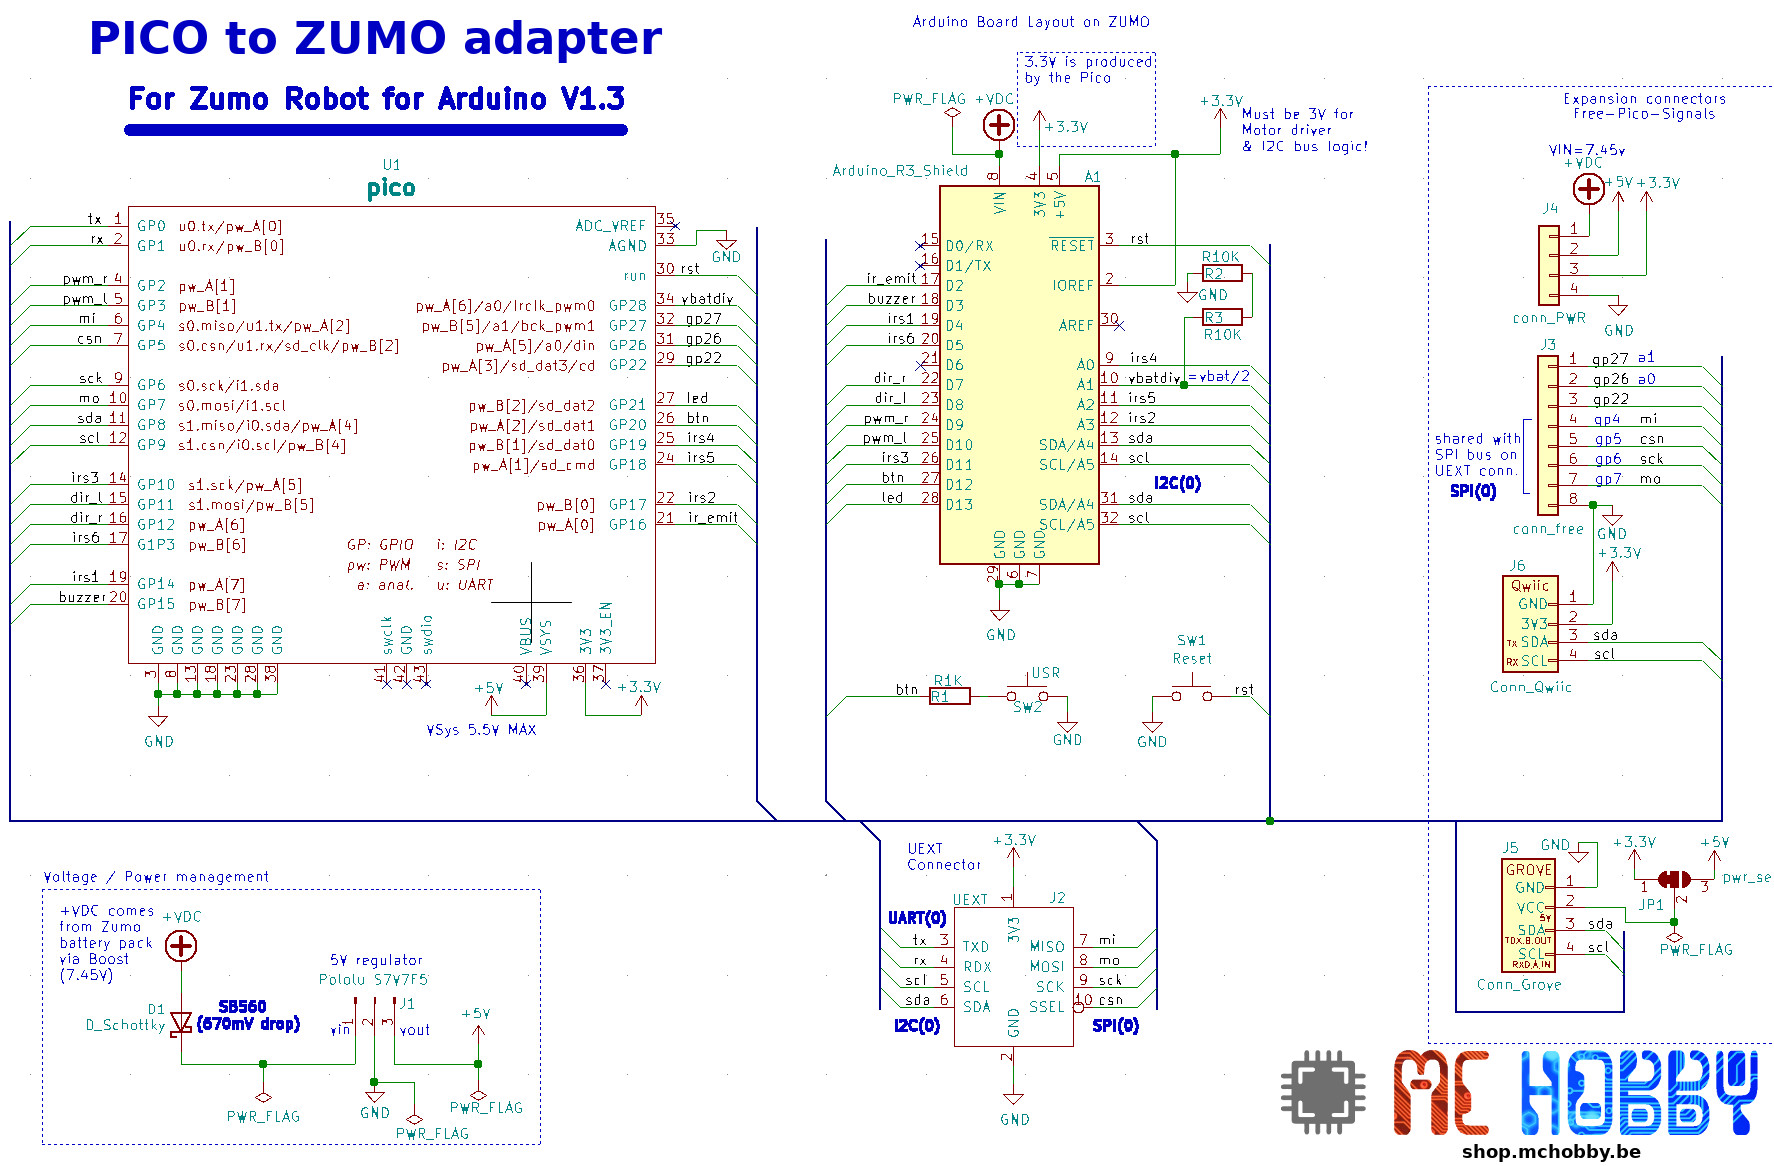 PICO to ZUMO adapter
For Zumo Robot for Arduino V1.3
U1
pico
tx 1 GP0 u0.tx/pw_A[0]
rx 2 GP1 u0.rx/pw_B[0]
pwm_r 4 GP2 pw_A[1]
pwm_l 5 GP3 pw_B[1]
mi 6 GP4 s0.miso/u1.tx/pw_A[2]
csn 7 GP5 s0.csn/u1.rx/sd_clk/pw_B[2]
sck 9 GP6 s0.sck/i1.sda
mo 10 GP7 s0.mosi/i1.scl
sda 11 GP8 s1.miso/i0.sda/pw_A[4]
scl 12 GP9 s1.csn/i0.scl/pw_B[4]
irs3 14 GP10 s1.sck/pw_A[5]
dir_l 15 GP11 s1.mosi/pw_B[5]
dir_r 16 GP12 pw_A[6]
irs6 17 G1P3 pw_B[6]
irs1 19 GP14 pw_A[7]
buzzer 20 GP15 pw_B[7]
ADC_VREF 35
AGND 33
GND
run 30 rst
pw_A[6]/a0/lrclk_pwm0 GP28 34 vbatdiv
pw_B[5]/a1/bck_pwm1 GP27 32 gp27
pw_A[5]/a0/din GP26 31 gp26
pw_A[3]/sd_dat3/cd GP22 29 gp22
pw_B[2]/sd_dat2 GP21 27 led
pw_A[2]/sd_dat1 GP20 26 btn
pw_B[1]/sd_dat0 GP19 25 irs4
pw_A[1]/sd_cmd GP18 24 irs5
pw_B[0] GP17 22 irs2
pw_A[0] GP16 21 ir_emit
GP: GPIO i: I2C
pw: PWM s: SPI
a: anal. u: UART
GND GND GND GND GND GND GND
3 8 13 18 23 28 38
swclk GND swdio
41 42 43
VBUS VSYS 3V3 3V3_EN
40 39 36 37
+5V
+3.3V
GND
VSys 5.5V MAX
Arduino Board Layout on ZUMO
3.3V is produced
by the Pico
PWR_FLAG +VDC
+3.3V
+3.3V
Must be 3V for
Motor driver
& I2C bus logic!
Arduino_R3_Shield
A1
8 4 5
VIN 3V3 +5V
15 D0/RX
16 D1/TX
ir_emit 17 D2
buzzer 18 D3
irs1 19 D4
irs6 20 D5
21 D6
dir_r 22 D7
dir_l 23 D8
pwm_r 24 D9
pwm_l 25 D10
irs3 26 D11
btn 27 D12
led 28 D13
RESET 3 rst
IOREF 2
AREF 30
A0 9 irs4
A1 10 vbatdiv =vbat/2
A2 11 irs5
A3 12 irs2
SDA/A4 13 sda
SCL/A5 14 scl
I2C(0)
SDA/A4 31 sda
SCL/A5 32 scl
GND GND GND
29 6 7
GND
R10K
R2
GND
R3
R10K
btn
R1K
R1
USR
SW2
GND
SW1
Reset
rst
GND
Expansion connectors
Free-Pico-Signals
VIN=7.45v
+VDC
+5V +3.3V
J4
1
2
3
4
conn_PWR
GND
J3
1 gp27 a1
2 gp26 a0
3 gp22
4 gp4 mi
5 gp5 csn
6 gp6 sck
7 gp7 mo
8
shared with
SPI bus on
UEXT conn.
SPI(0)
conn_free
GND
+3.3V
J6
Qwiic
GND 1
3V3 2
Tx SDA 3 sda
Rx SCL 4 scl
Conn_Qwiic
J5
GND
GROVE
GND 1
VCC 2
5V
SDA 3 sda
TDX,B,OUT
SCL 4 scl
RXD,A,IN
Conn_Grove
+3.3V
+5V
1
3
2
JP1
pwr_se
PWR_FLAG
UEXT
Connector
+3.3V
UEXT
J2
1
3V3
UART(0)
tx 3 TXD
rx 4 RDX
scl 5 SCL
sda 6 SDA
I2C(0)
MISO 7 mi
MOSI 8 mo
SCK 9 sck
SSEL 10 csn
SPI(0)
GND
2
GND
Voltage / Power management
+VDC comes
from Zumo
battery pack
via Boost
(7.45V)
+VDC
D1
D_Schottky
SB560
(670mV drop)
5V regulator
Pololu S7V7F5
J1
vin 1 2 3 vout
+5V
PWR_FLAG
GND
PWR_FLAG
PWR_FLAG
MC HOBBY
shop.mchobby.be